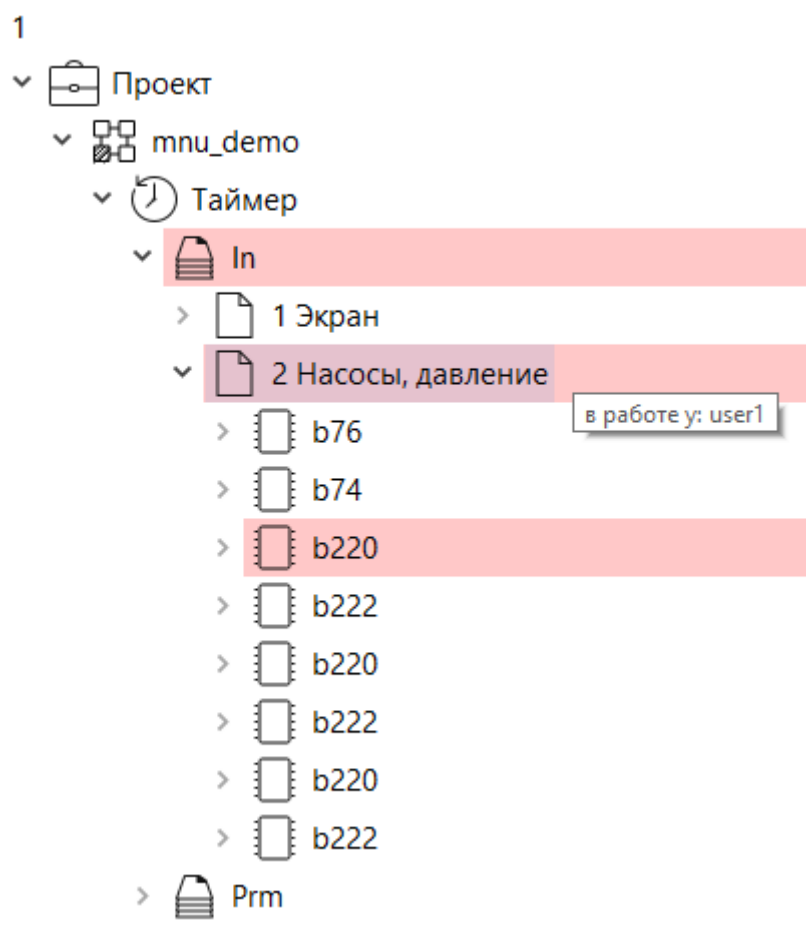 1
Проект
mnu_demo
Таймер
In
1 Экран
2 Насосы, давление
в работе у: user1
b76
b74
b220
b222
b220
b222
b220
b222
Prm